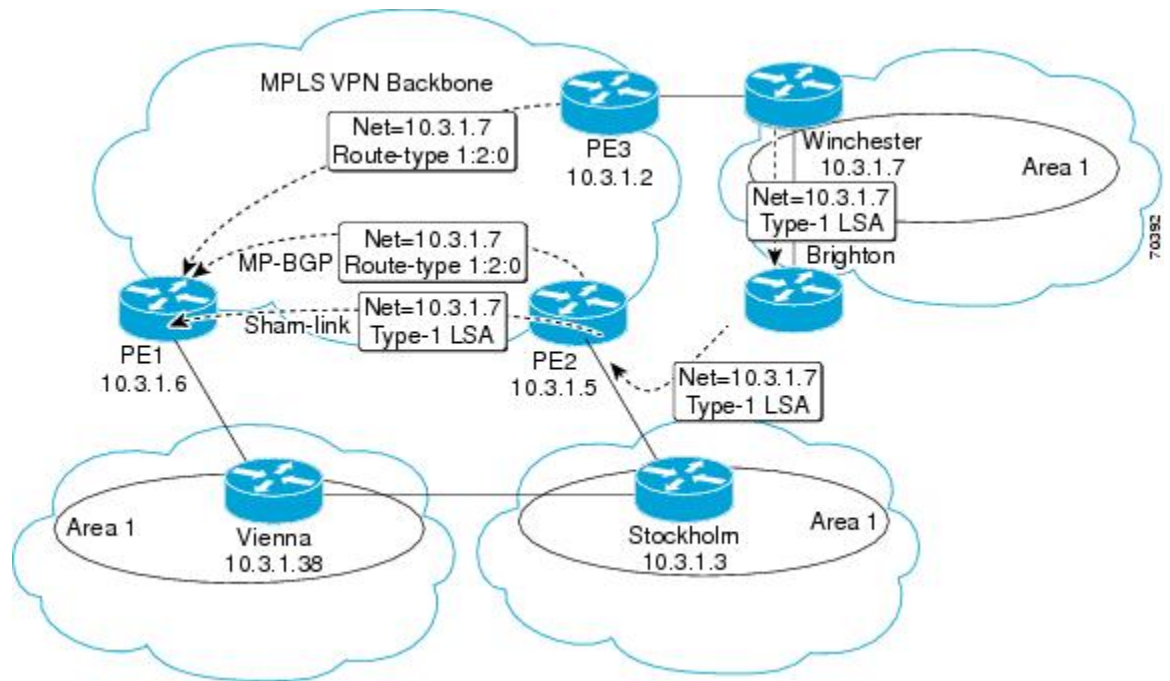 MPLS VPN Backbone
Net=10.3.1.7
Route-type 1:2:0
PE3
10.3.1.2
Winchester
10.3.1.7
Area 1
Net=10.3.1.7
Type-1 LSA
Brighton
70392
Net=10.3.1.7
Route-type 1:2:0
MP-BGP
Net=10.3.1.7
Type-1 LSA
Sham-link
PE1
10.3.1.6
PE2
10.3.1.5
Net=10.3.1.7
Type-1 LSA
Area 1
Vienna
10.3.1.38
Stockholm
10.3.1.3
Area 1